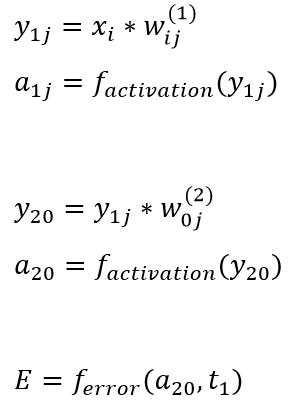 y_{1j} = x_i * w_{ij}^{(1)}
a_{1j} = f_{activation}(y_{1j})
y_{20} = y_{1j} * w_{0j}^{(2)}
a_{20} = f_{activation}(y_{20})
E = f_{error}(a_{20}, t_1)